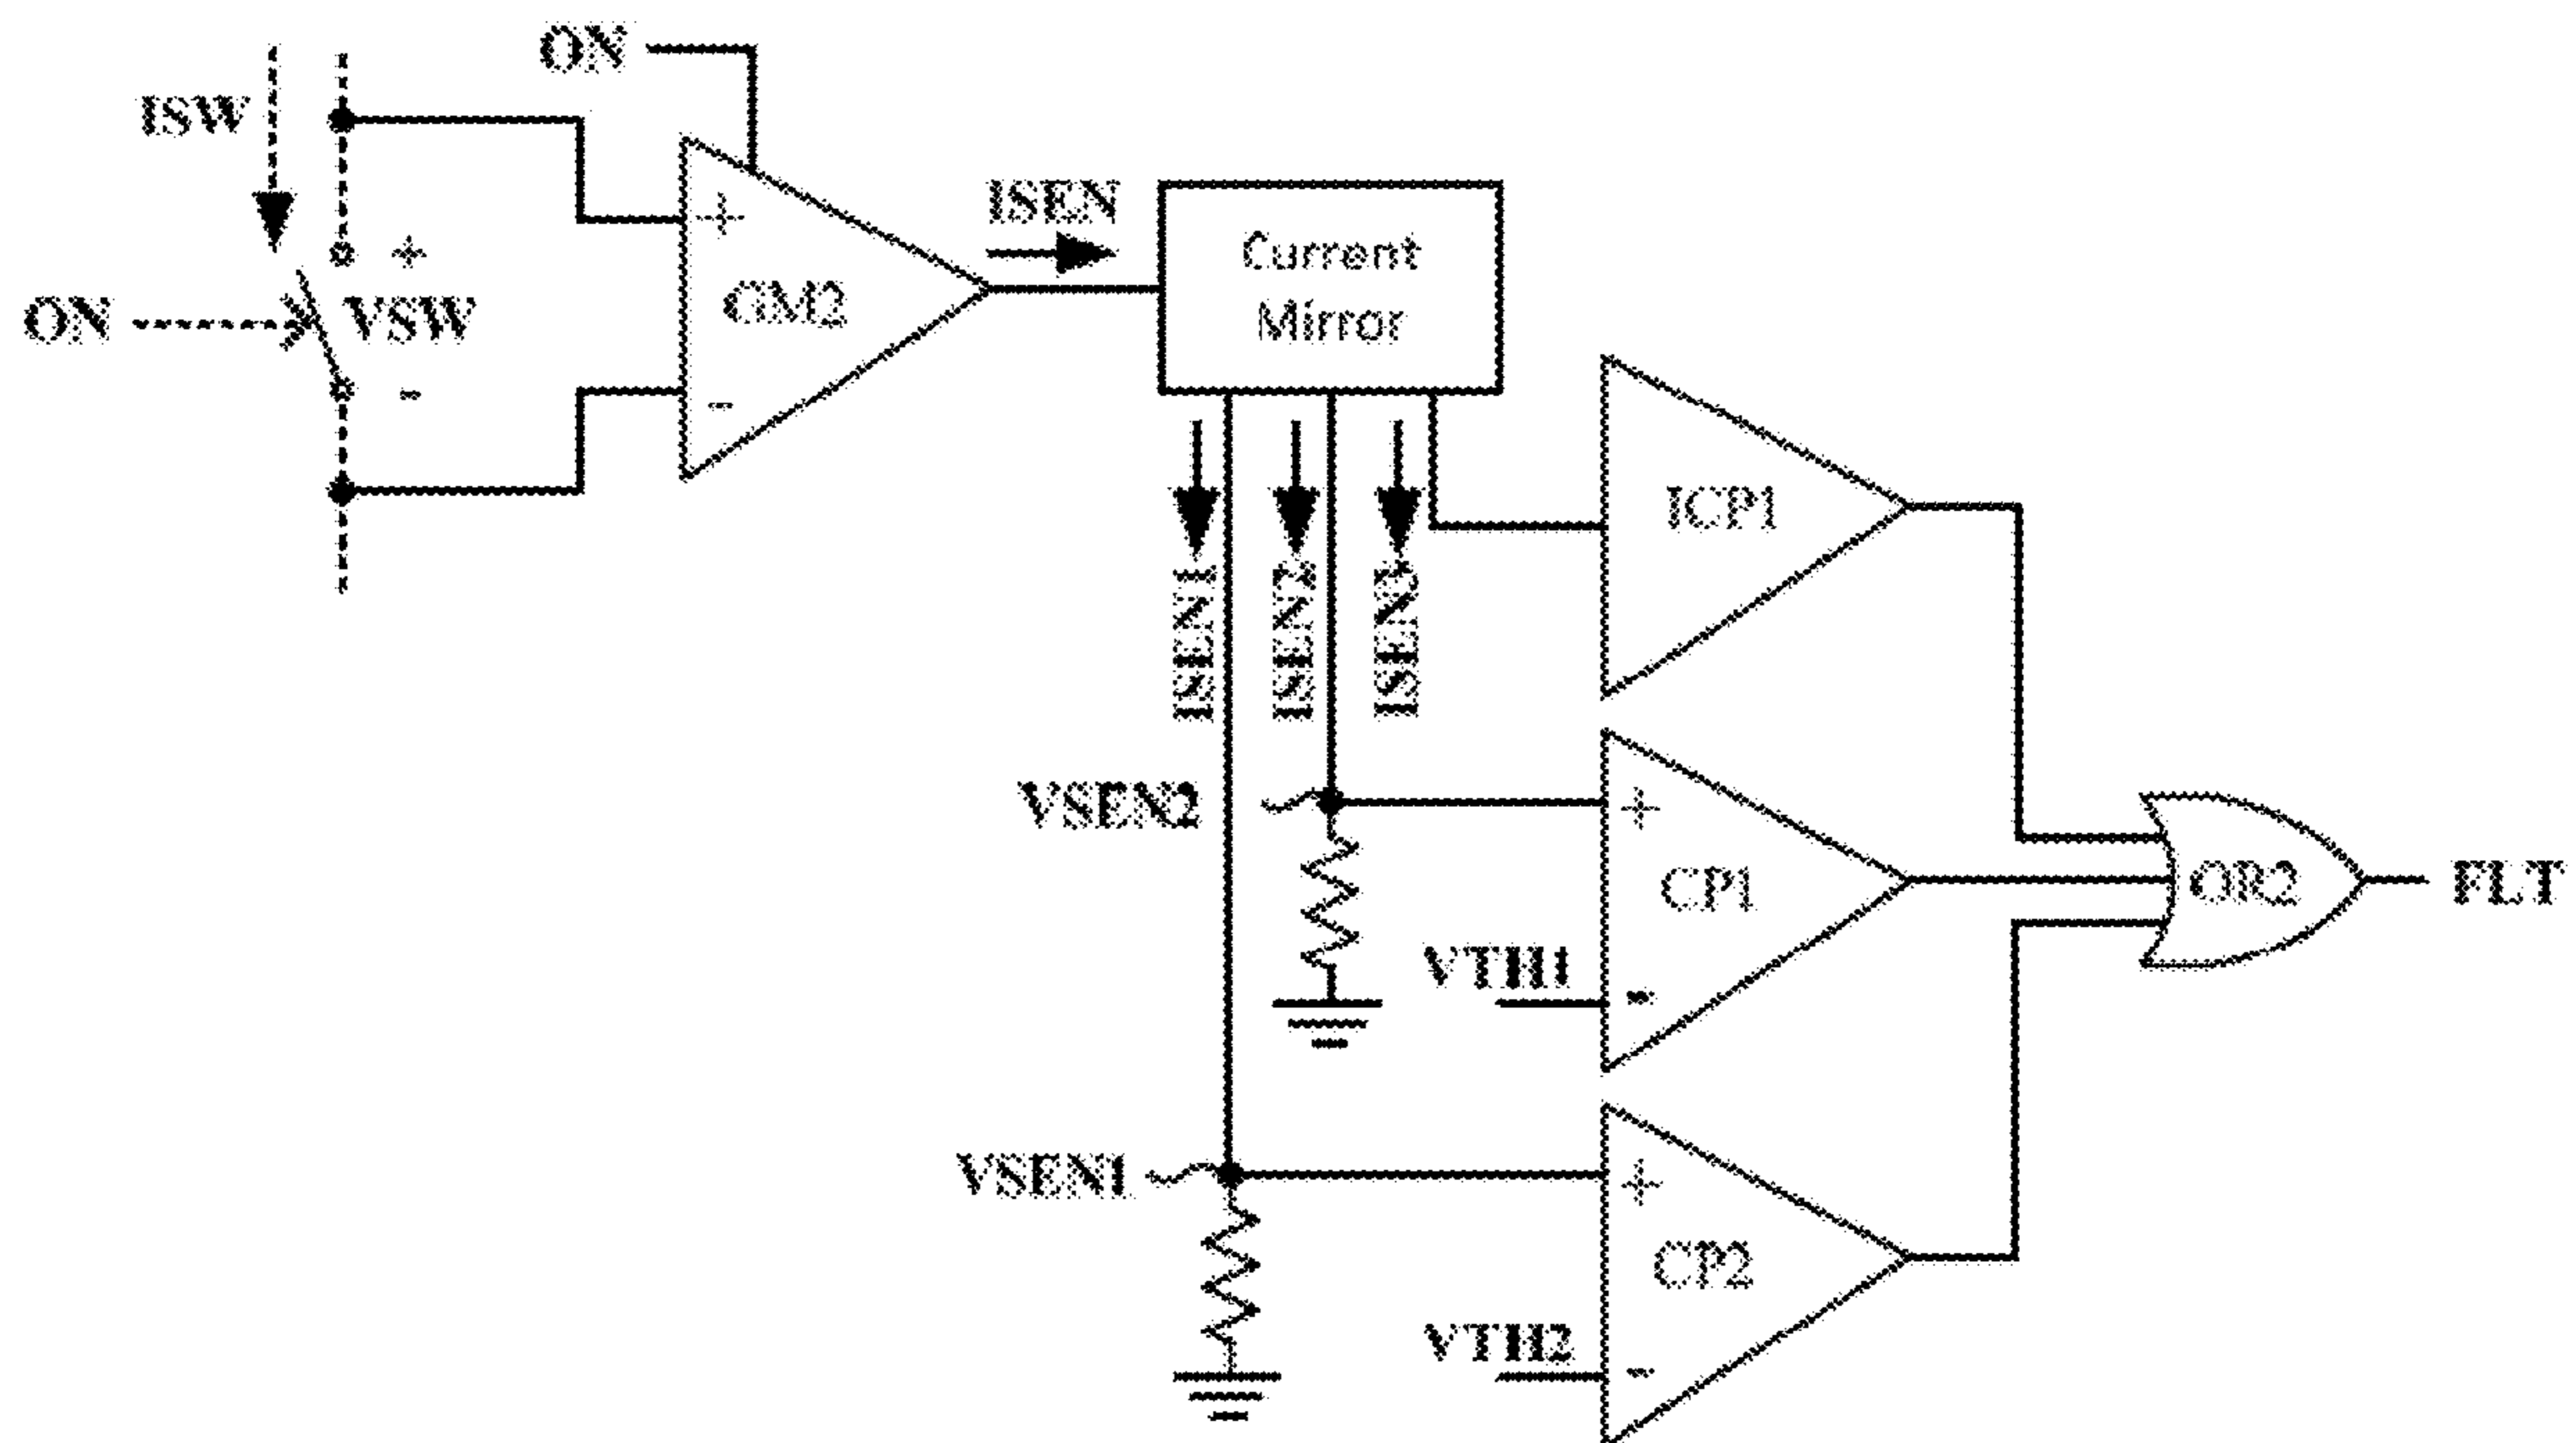 ON
ISW
+
ISEN
Current
Mirror
+
GM2
ON
VSW
-
-
ICP1
ISEN1
ISEN2
ISEN3
VSEN2
+
CP1
OR2
FLT
VTH1
-
VSEN1
+
CP2
VTH2
-